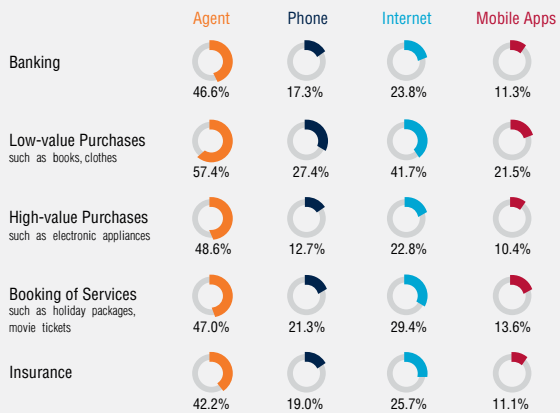 Agent Phone Internet Mobile Apps
Banking
46.6% 17.3% 23.8% 11.3%
Low-value Purchases
such as books, clothes
57.4% 27.4% 41.7% 21.5%
High-value Purchases
such as electronic appliances
48.6% 12.7% 22.8% 10.4%
Booking of Services
such as holiday packages,
movie tickets
47.0% 21.3% 29.4% 13.6%
Insurance
42.2% 19.0% 25.7% 11.1%